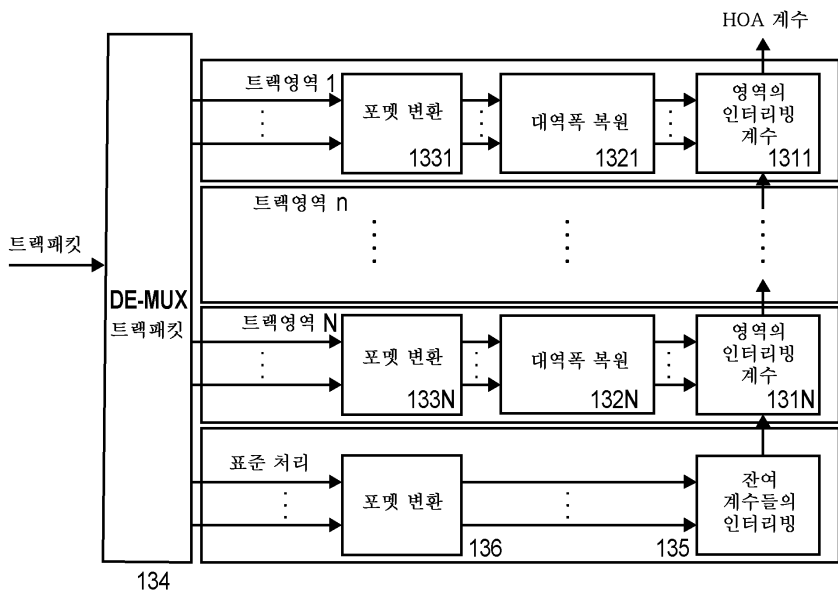 HOA 계수
트랙영역 1
포멧 변환
1331
대역폭 복원
1321
영역의
인터리빙
계수
1311
트랙영역 n
트랙패킷
DE-MUX
트랙패킷
트랙영역 N
포멧 변환
133N
대역폭 복원
132N
영역의
인터리빙
계수
131N
표준 처리
포멧 변환
136
135
잔여
계수들의
인터리빙
134